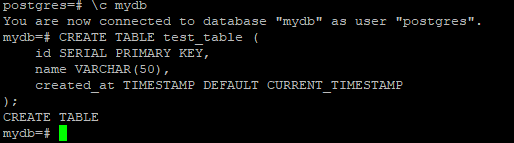 postgres=# \c mydb
You are now connected to database "mydb" as user "postgres".
mydb=# CREATE TABLE test_table (
    id SERIAL PRIMARY KEY,
    name VARCHAR(50),
    created_at TIMESTAMP DEFAULT CURRENT_TIMESTAMP
);
CREATE TABLE
mydb=#